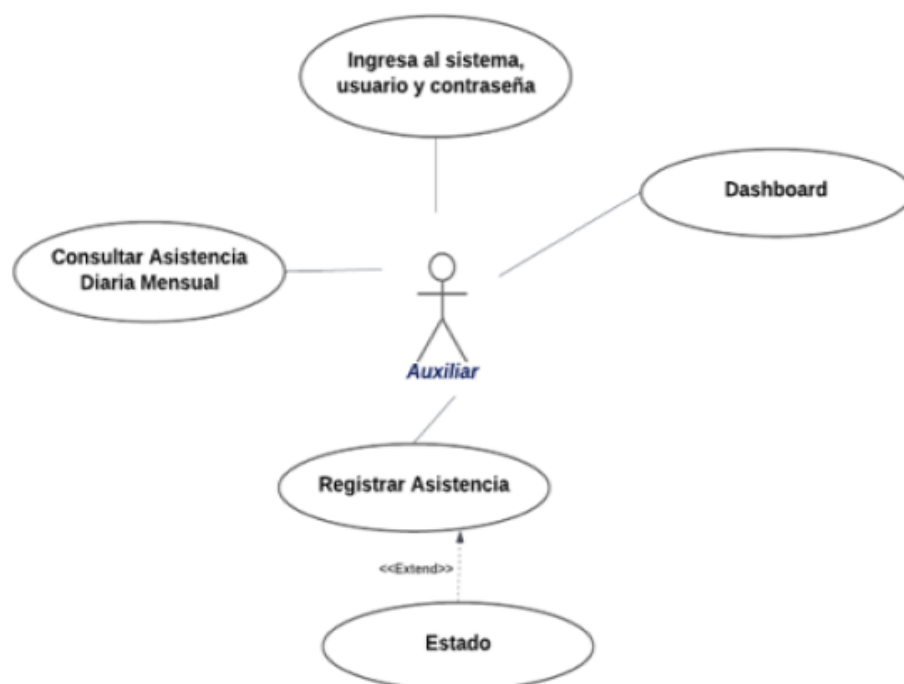 Ingresa al sistema,
usuario y contraseña
Dashboard
Consultar Asistencia
Diaria Mensual
Auxiliar
Registrar Asistencia
<<Extend>>
Estado